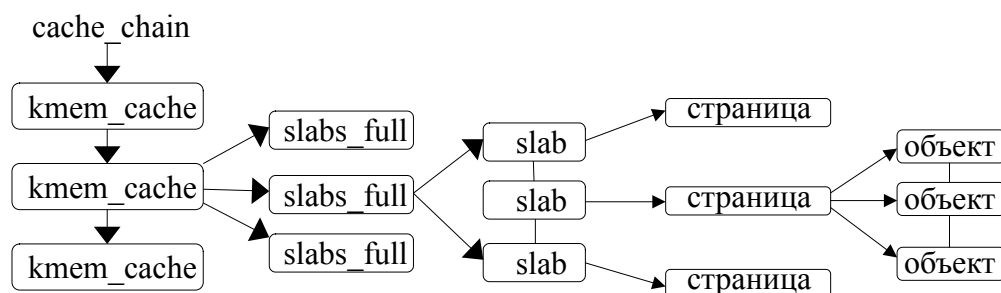 cache_chain
kmem_cache
kmem_cache
kmem_cache
slabs_full
slabs_full
slabs_full
slab
slab
slab
страница
страница
страница
объект
объект
объект